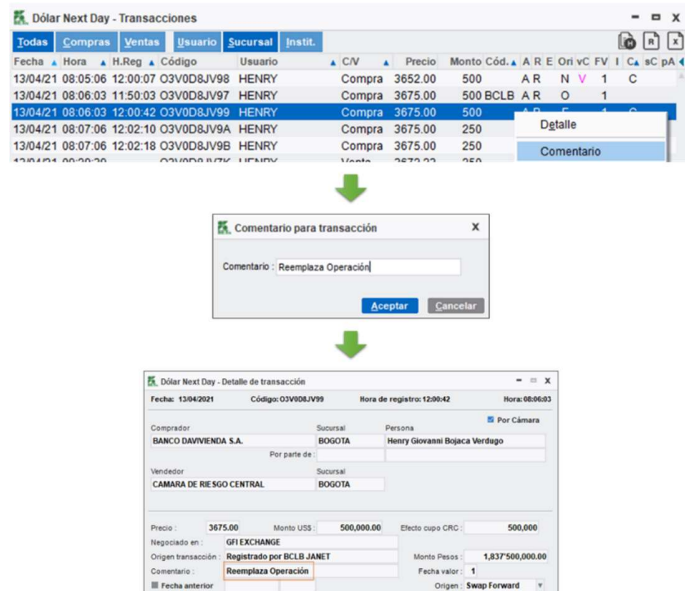 Dólar Next Day - Transacciones
Todas Compras Ventas Usuario Sucursal Instit.
Fecha Hora H.Reg Código Usuario C/V Precio Monto Cód. A R E Ori vC FV I C sC pA
13/04/21 08:05:06 12:00:07 O3V0D8JV98 HENRY Compra 3652.00 500 A R N V 1 C
13/04/21 08:06:03 11:50:03 O3V0D8JV97 HENRY Compra 3675.00 500 BCLB A R O 1
13/04/21 08:06:03 12:00:42 O3V0D8JV99 HENRY Compra 3675.00 500
13/04/21 08:07:06 12:02:10 O3V0D8JV9A HENRY Compra 3675.00 250
13/04/21 08:07:06 12:02:18 O3V0D8JV9B HENRY Compra 3675.00 250
Detalle
Comentario
Comentario para transacción
Comentario : Reemplaza Operación
Aceptar Cancelar
Dólar Next Day - Detalle de transacción
Fecha: 13/04/2021 Código: O3V0D8JV99 Hora de registro: 12:00:42 Hora: 08:06:03
Por Cámara
Comprador Sucursal Persona
BANCO DAVIVIENDA S.A. BOGOTA Henry Giovanni Bojaca Verdugo
Por parte de :
Vendedor Sucursal
CAMARA DE RIESGO CENTRAL BOGOTA
Precio : 3675.00 Monto US$ : 500,000.00 Efecto cupo CRC : 500,000
Negociado en : GFI EXCHANGE
Origen transacción : Registrado por BCLB JANET Monto Pesos : 1,837'500,000.00
Comentario : Reemplaza Operación Fecha valor : 1
Fecha anterior Origen : Swap Forward